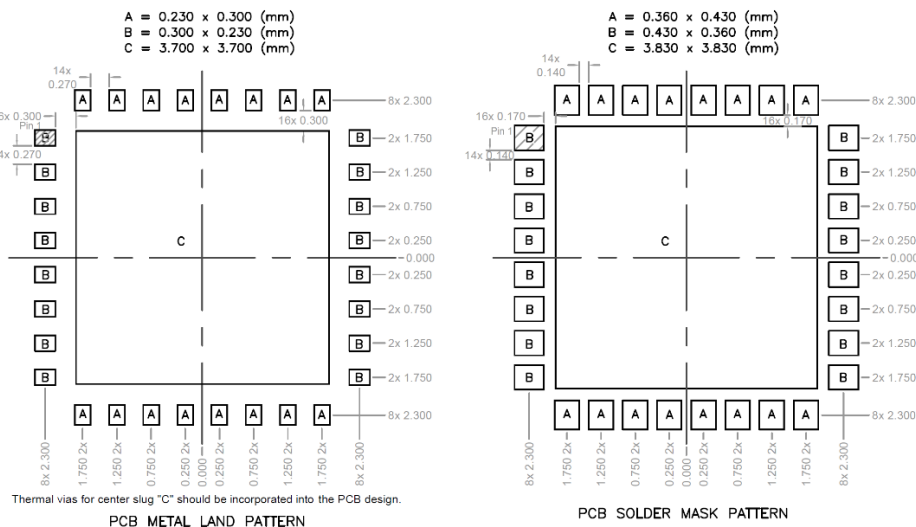 A = 0.230 x 0.300 (mm)
B = 0.300 x 0.230 (mm)
C = 3.700 x 3.700 (mm)
14x
0.270
A A A A A A A A
8x 2.300
6x 0.300
16x 0.300
Pin 1
B B 2x 1.750
4x 0.270
B B 2x 1.250
B B 2x 0.750
B C B 2x 0.250
0.000
B B 2x 0.250
B B 2x 0.750
B B 2x 1.250
B B 2x 1.750
A A A A A A A A
8x 2.300
8x 2.300
1.750 2x
1.250 2x
0.750 2x
0.250 2x
0.000
0.250 2x
0.750 2x
1.250 2x
1.750 2x
8x 2.300
Thermal vias for center slug "C" should be incorporated into the PCB design.
PCB METAL LAND PATTERN
A = 0.360 x 0.430 (mm)
B = 0.430 x 0.360 (mm)
C = 3.830 x 3.830 (mm)
14x
0.140
A A A A A A A A
8x 2.300
16x 0.170
16x 0.170
Pin 1
B B 2x 1.750
14x 0.140
B B 2x 1.250
B B 2x 0.750
B C B 2x 0.250
0.000
B B 2x 0.250
B B 2x 0.750
B B 2x 1.250
B B 2x 1.750
A A A A A A A A
8x 2.300
8x 2.300
1.750 2x
1.250 2x
0.750 2x
0.250 2x
0.000
0.250 2x
0.750 2x
1.250 2x
1.750 2x
8x 2.300
PCB SOLDER MASK PATTERN